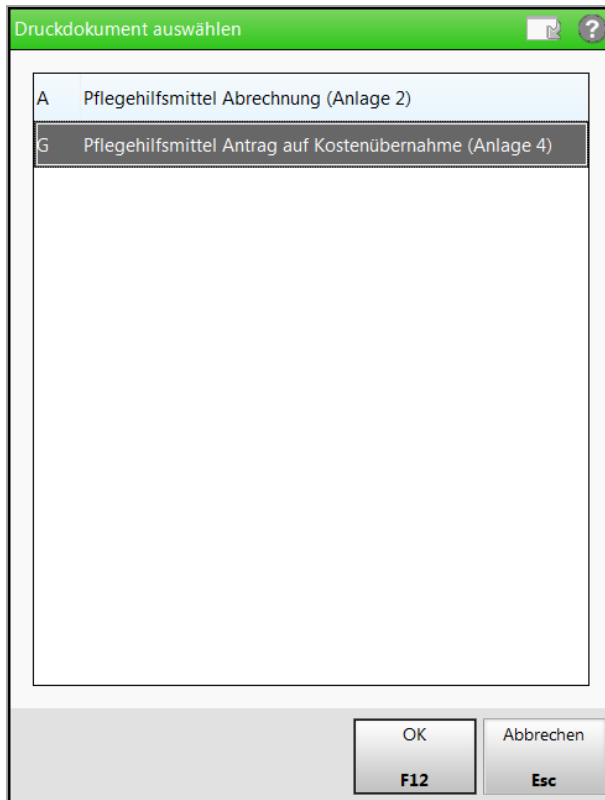 Druckdokument auswählen
?
A Pflegehilfsmittel Abrechnung (Anlage 2)
G Pflegehilfsmittel Antrag auf Kostenübernahme (Anlage 4)
OK Abbrechen
F12 Esc